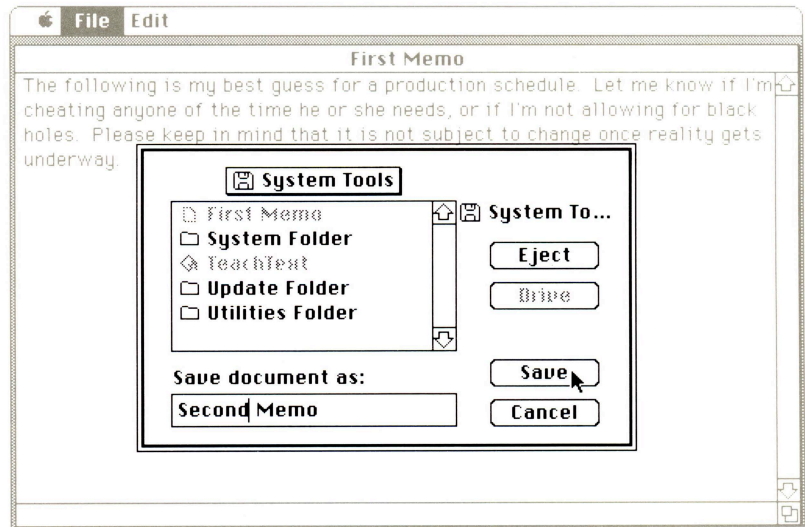 File Edit
First Memo
The following is my best guess for a production schedule. Let me know if I'm
cheating anyone of the time he or she needs, or if I'm not allowing for black
holes. Please keep in mind that it is not subject to change once reality gets
underway.
System Tools
First Memo
System Folder
TeachText
Update Folder
Utilities Folder
System To...
Eject
Drive
Save document as:
Second Memo
Save
Cancel